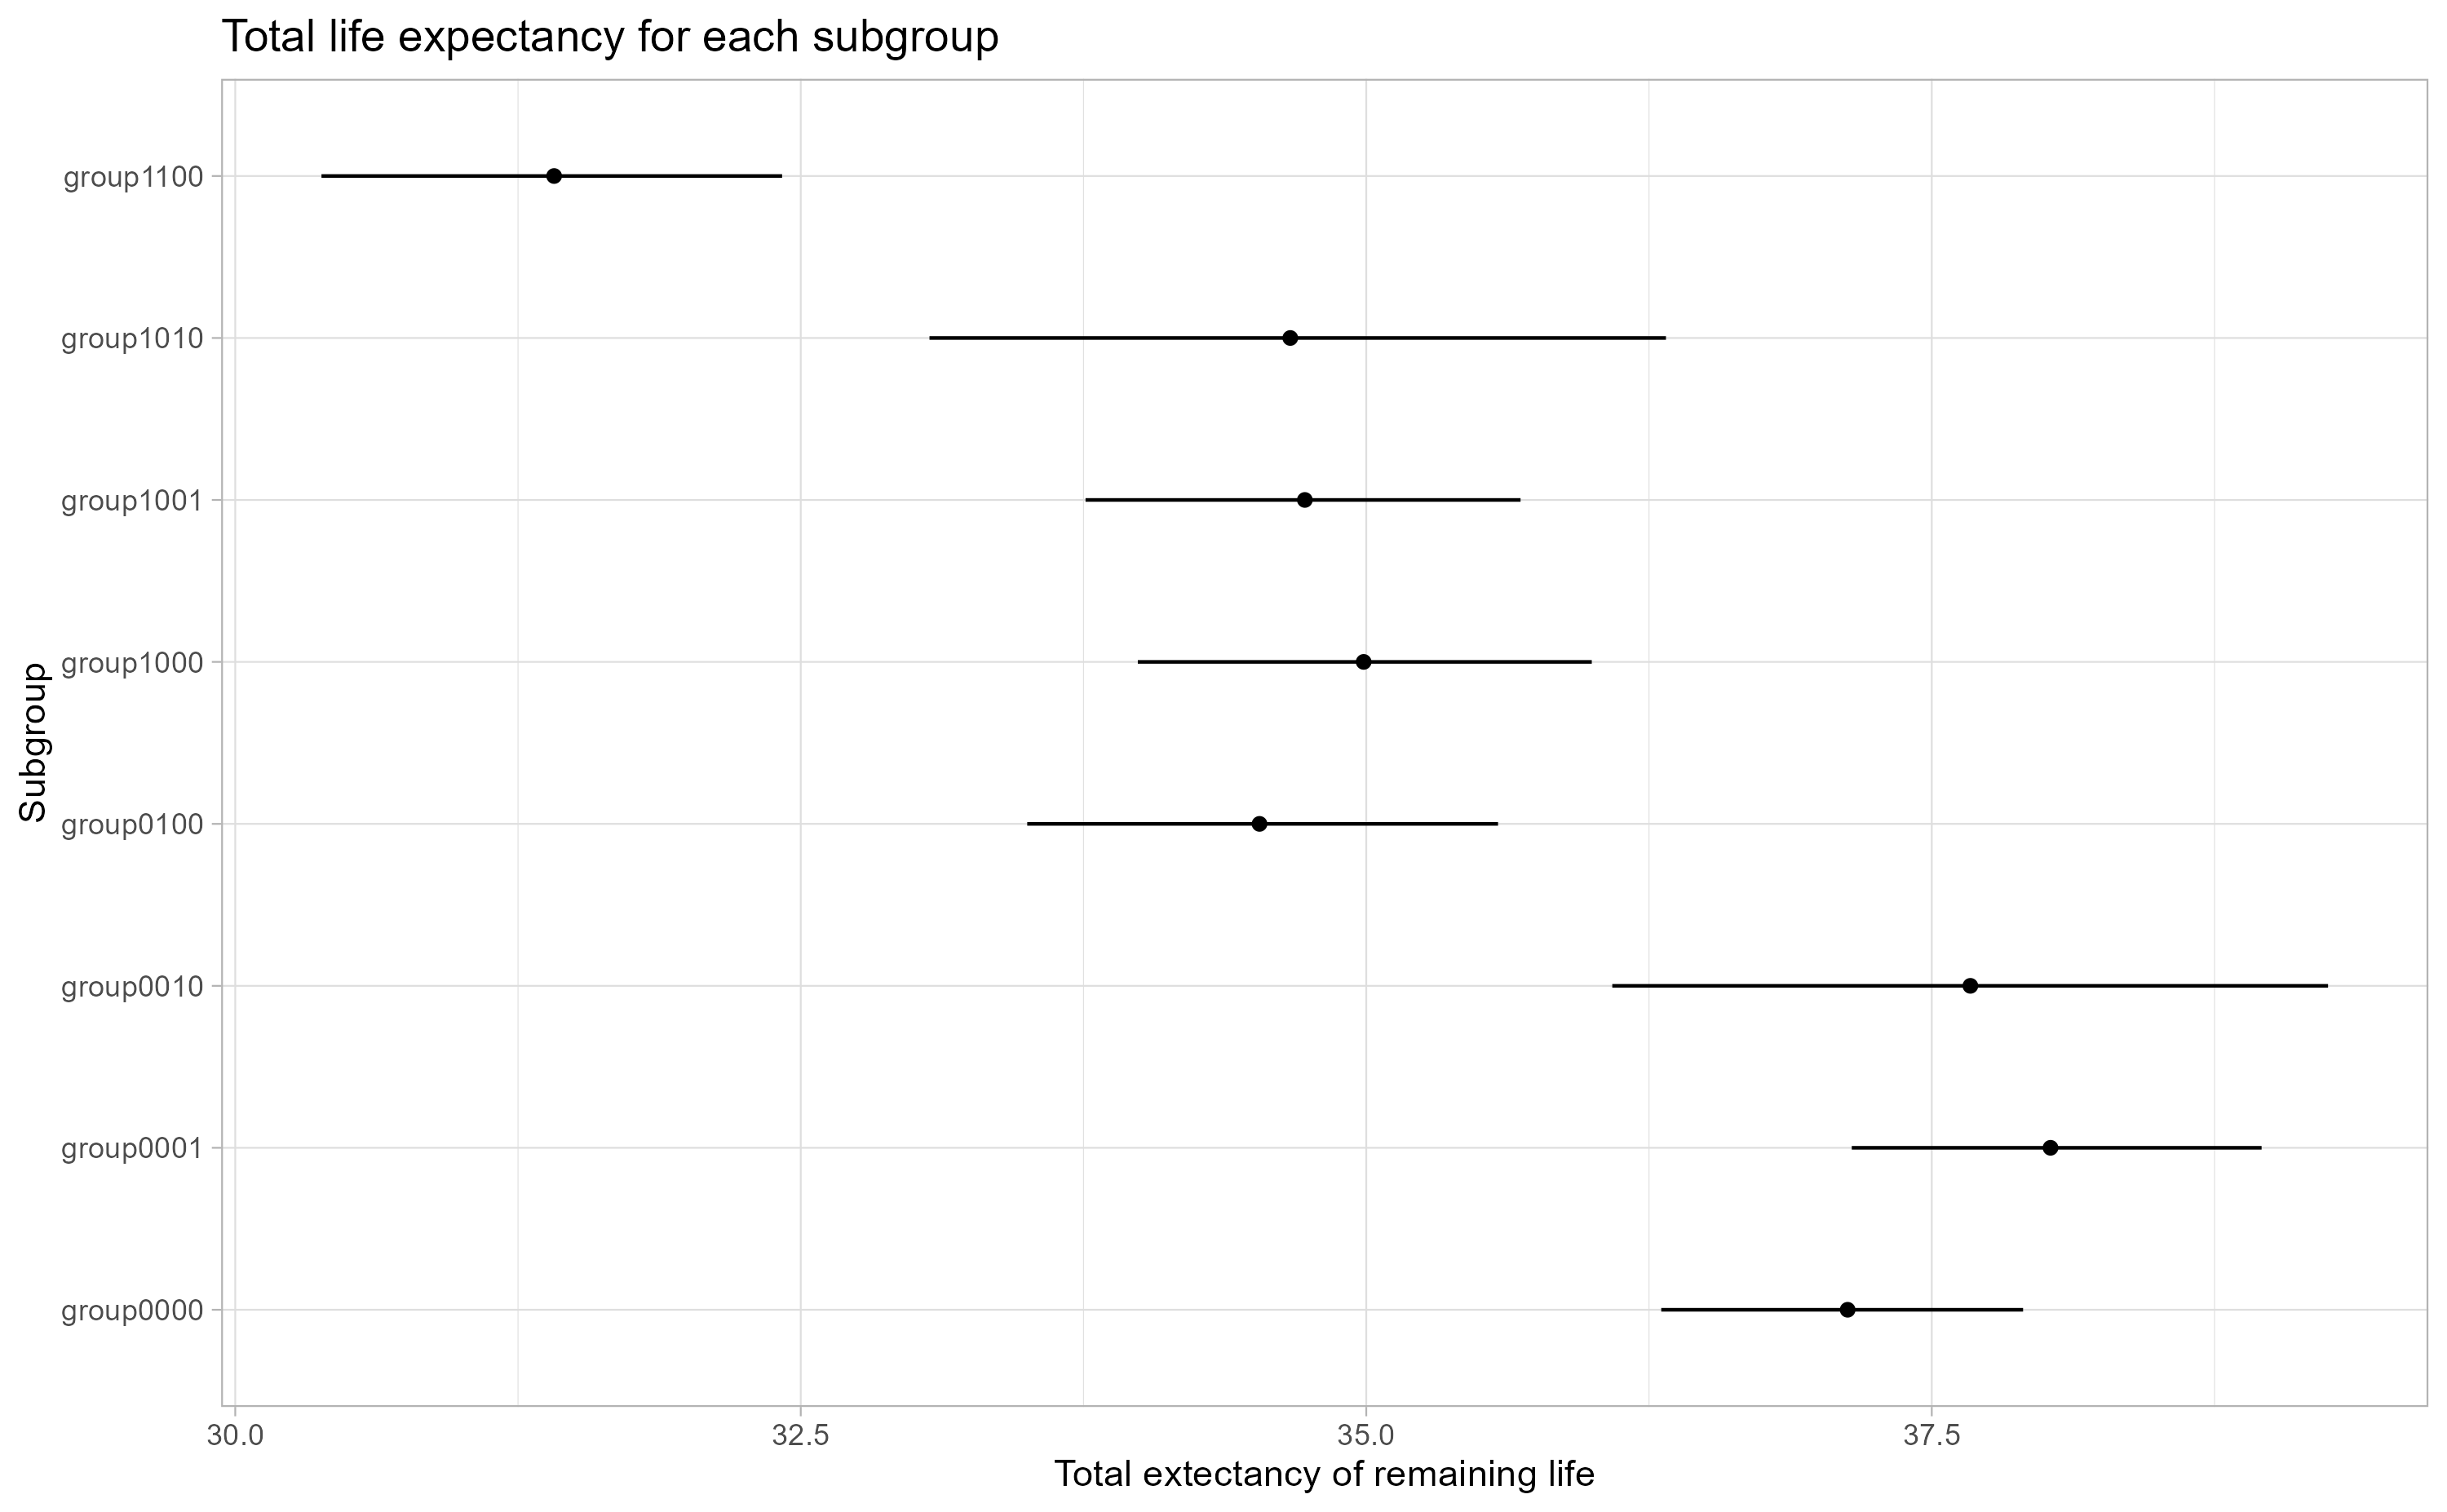 Total life expectancy for each subgroup
Subgroup
group1100
group1010
group1001
group1000
group0100
group0010
group0001
group0000
30.0 32.5 35.0 37.5
Total extectancy of remaining life